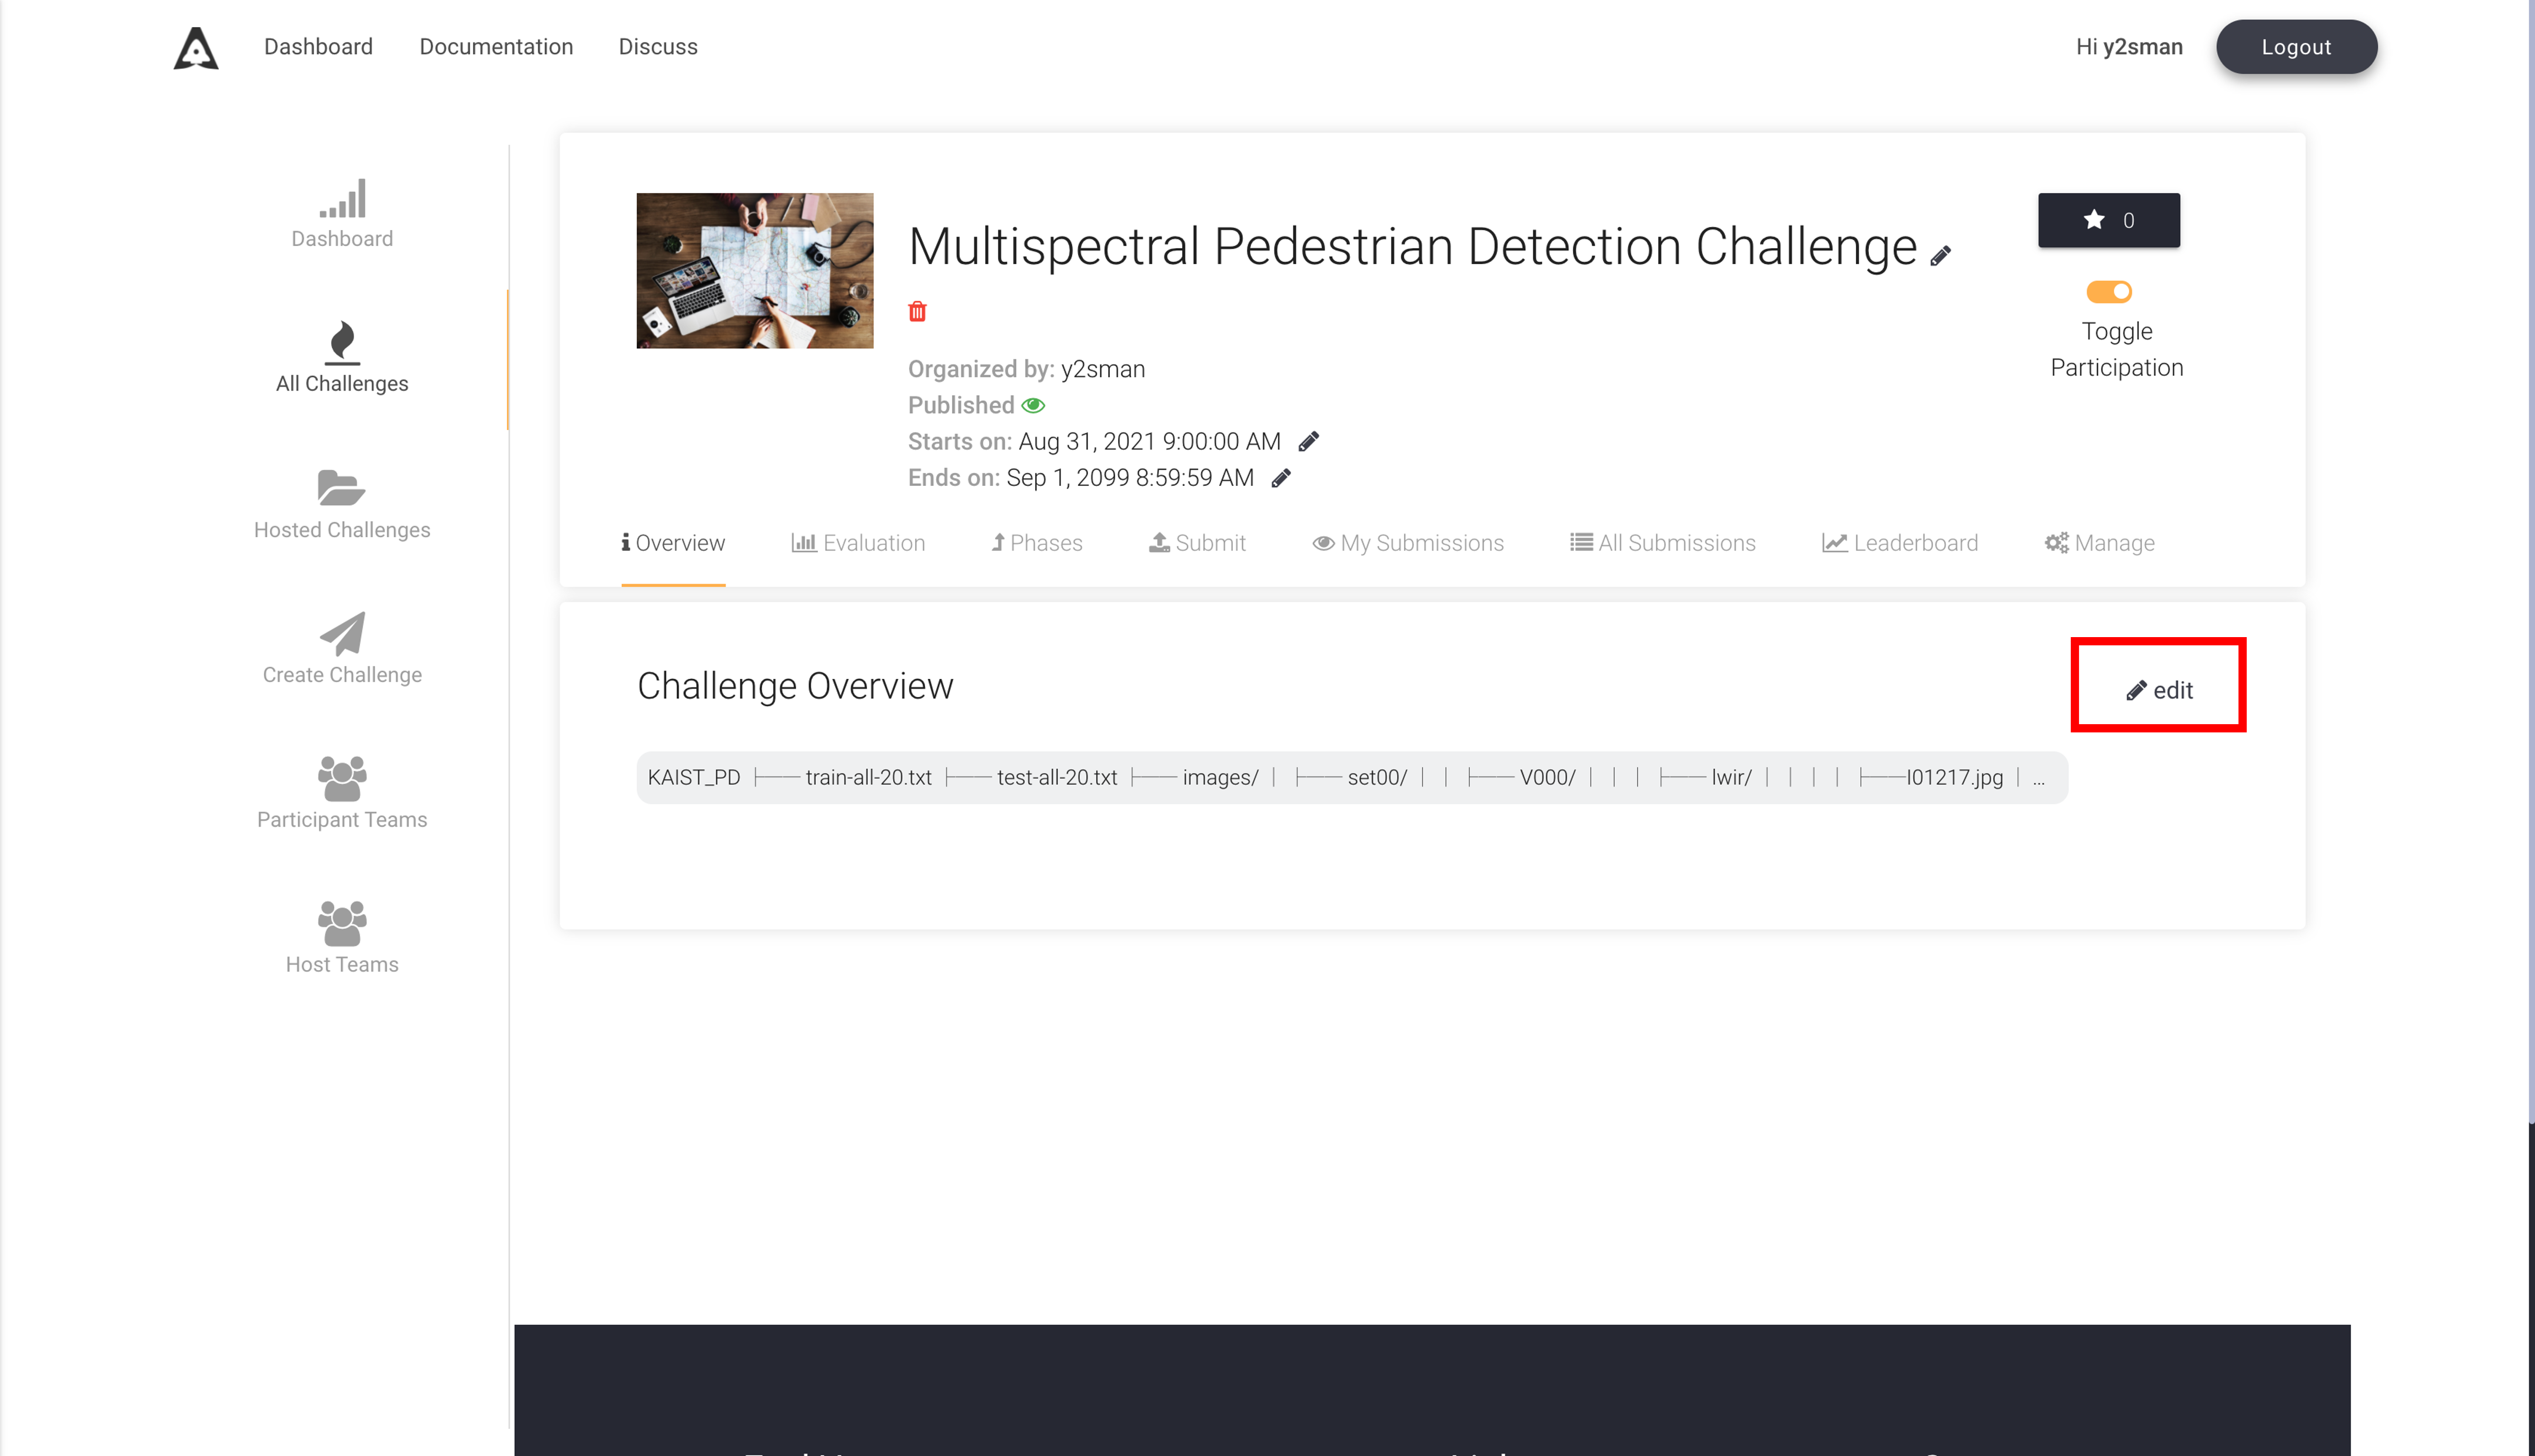 Dashboard Documentation Discuss Hi y2sman Logout
Dashboard
All Challenges
Hosted Challenges
Create Challenge
Participant Teams
Host Teams
Multispectral Pedestrian Detection Challenge
0
Toggle
Participation
Organized by: y2sman
Published
Starts on: Aug 31, 2021 9:00:00 AM
Ends on: Sep 1, 2099 8:59:59 AM
Overview Evaluation Phases Submit My Submissions All Submissions Leaderboard Manage
Challenge Overview
edit
KAIST_PD ├── train-all-20.txt ├── test-all-20.txt ├── images/ │ ├── set00/ │ │ ├── V000/ │ │ │ ├── lwir/ │ │ │ │ ├──I01217.jpg │ ...